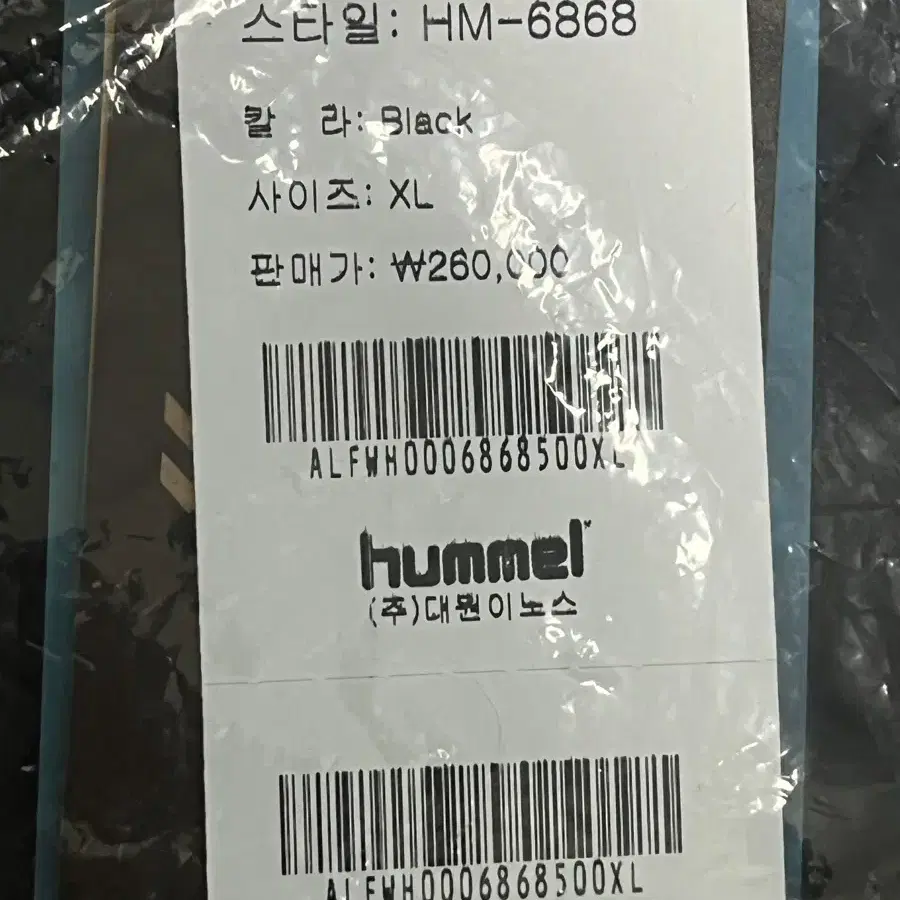 스타일: HM-6868
칼 라: Black
사이즈: XL
판매가: ₩260,000
ALFWH0006868500XL
hummel
(주)대원이노스
ALFWH0006868500XL